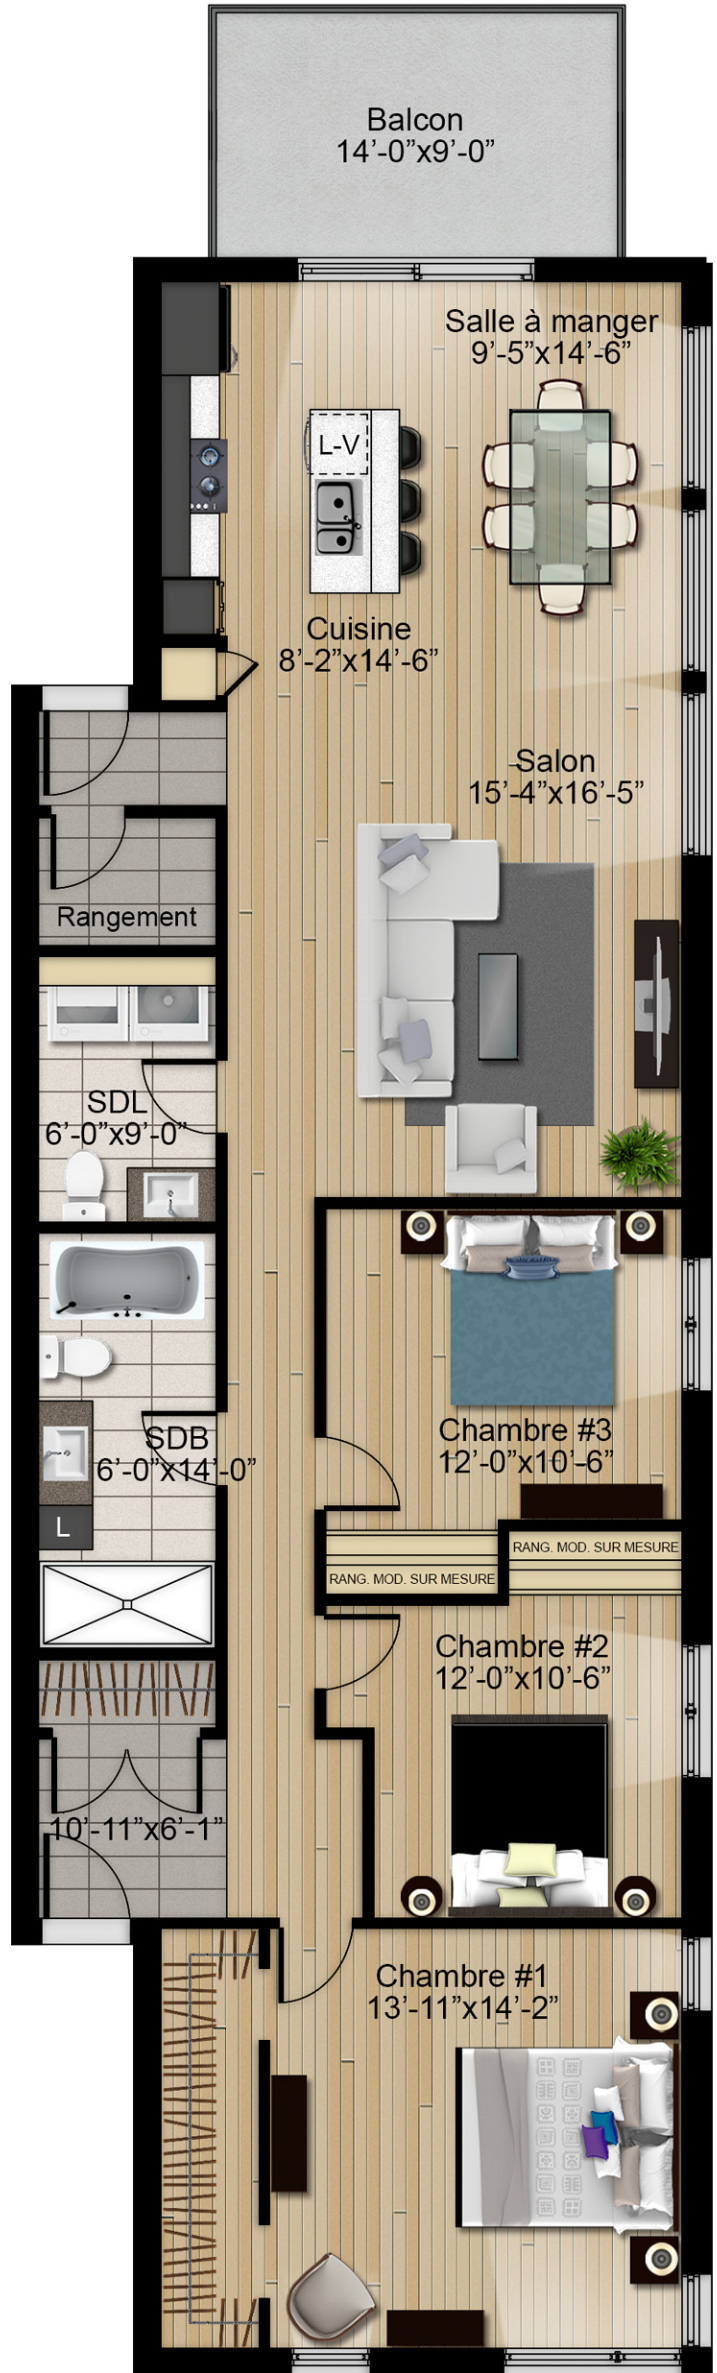 Balcon
14’-0”x9’-0”
Salle à manger
9’-5”x14’-6”
L-V
Cuisine
8’-2”x14’-6”
Salon
15’-4”x16’-5”
Rangement
SDL
6’-0”x9’-0”
Chambre #3
12’-0”x10’-6”
SDB
6’-0”x14’-0”
L
RANG. MOD. SUR MESURE
RANG. MOD. SUR MESURE
Chambre #2
12’-0”x10’-6”
10’-11”x6’-1”
Chambre #1
13’-11”x14’-2”